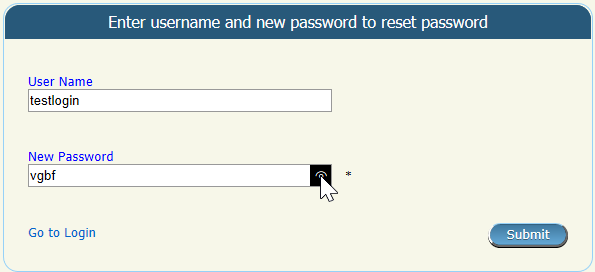 Enter username and new password to reset password
User Name
testlogin
New Password
vgbf
*
Go to Login
Submit